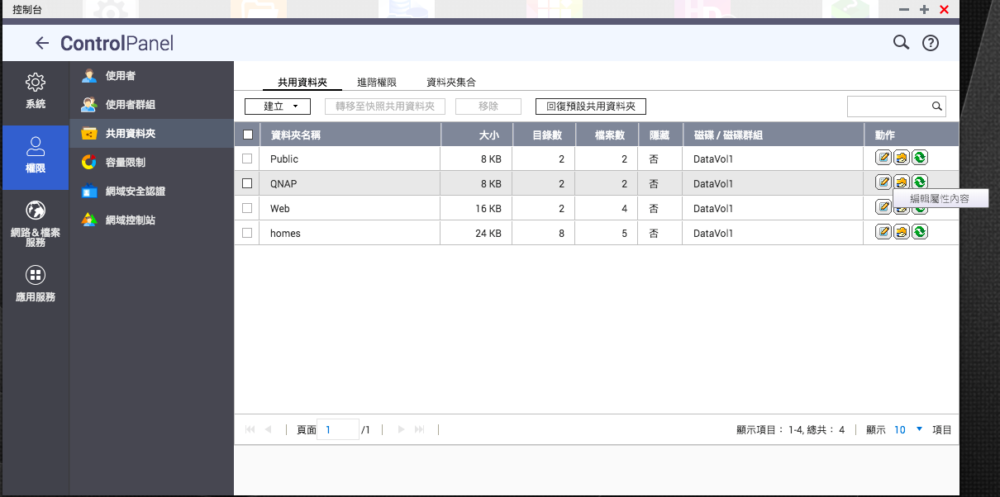 控制台
ControlPanel
系統
權限
網路＆檔案
服務
應用服務
使用者
使用者群組
共用資料夾
容量限制
網域安全認證
網域控制站
共用資料夾 進階權限 資料夾集合
建立 轉移至快照共用資料夾 移除 回復預設共用資料夾
資料夾名稱 大小 目錄數 檔案數 隱藏 磁碟 / 磁碟群組 動作
Public 8 KB 2 2 否 DataVol1
QNAP 8 KB 2 2 否 DataVol1
編輯屬性內容
Web 16 KB 2 4 否 DataVol1
homes 24 KB 8 5 否 DataVol1
頁面 1 /1 顯示項目： 1-4, 總共： 4 顯示 10 項目